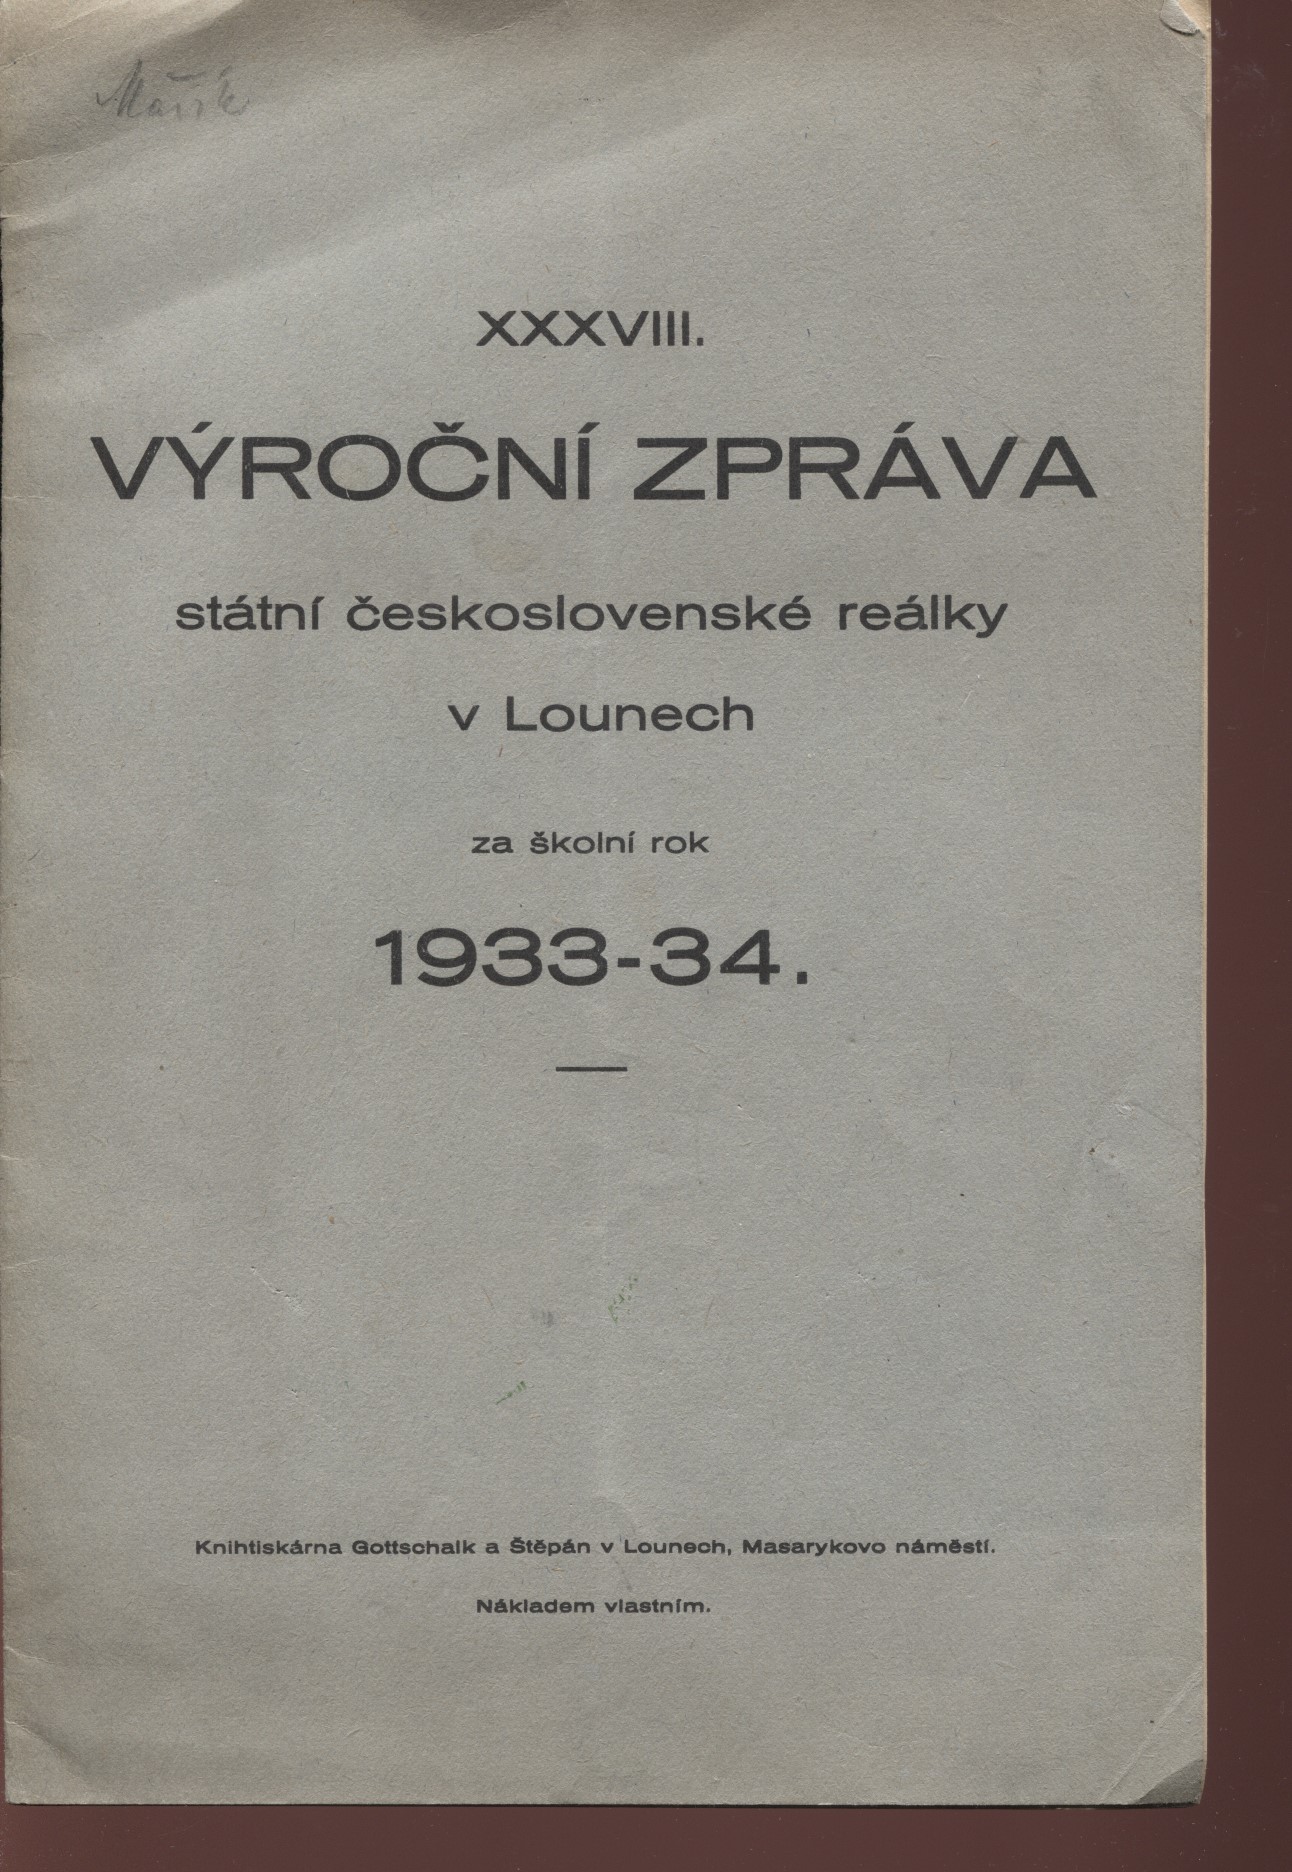 Mařík
XXXVIII.
VÝROČNÍ ZPRÁVA
státní československé reálky
v Lounech
za školní rok
1933-34.
Knihtiskárna Gottschalk a Štěpán v Lounech, Masarykovo náměstí.
Nákladem vlastním.